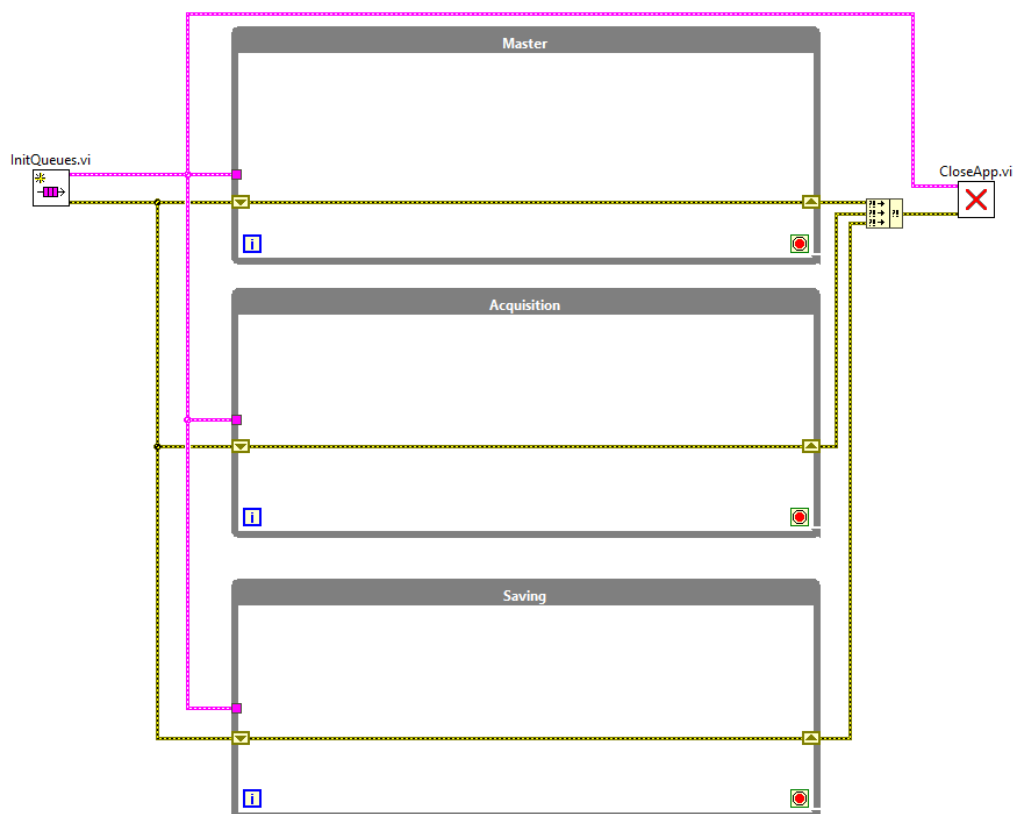 Master
InitQueues.vi
CloseApp.vi
i
Acquisition
i
Saving
i